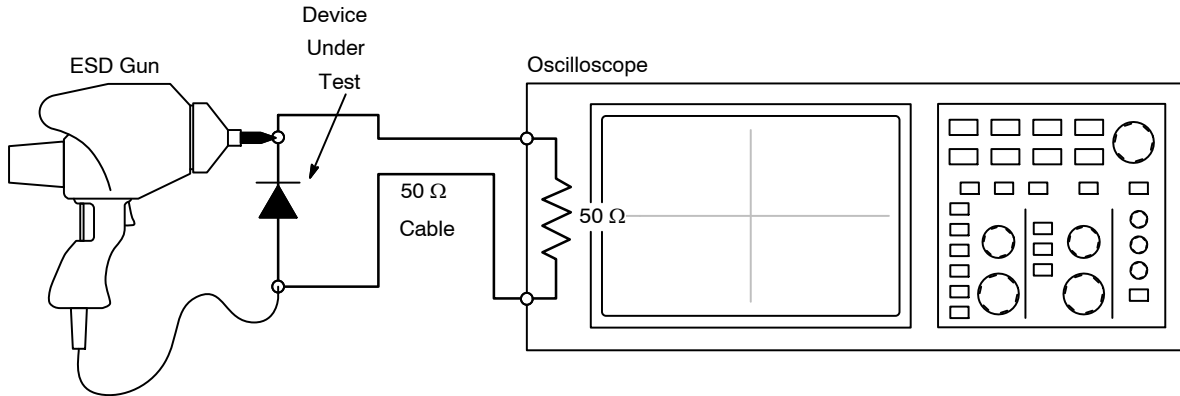 Device
Under
Test
ESD Gun
Oscilloscope
50 Ω
Cable
50 Ω